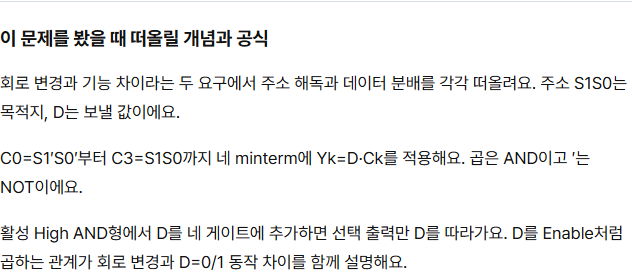 이 문제를 봤을 때 떠올릴 개념과 공식
회로 변경과 기능 차이라는 두 요구에서 주소 해독과 데이터 분배를 각각 떠올려요. 주소 S1S0는
목적지, D는 보낼 값이에요.
C0=S1′S0′부터 C3=S1S0까지 네 minterm에 Yk=D·Ck를 적용해요. 곱은 AND이고 ′는
NOT이에요.
활성 High AND형에서 D를 네 게이트에 추가하면 선택 출력만 D를 따라가요. D를 Enable처럼
곱하는 관계가 회로 변경과 D=0/1 동작 차이를 함께 설명해요.